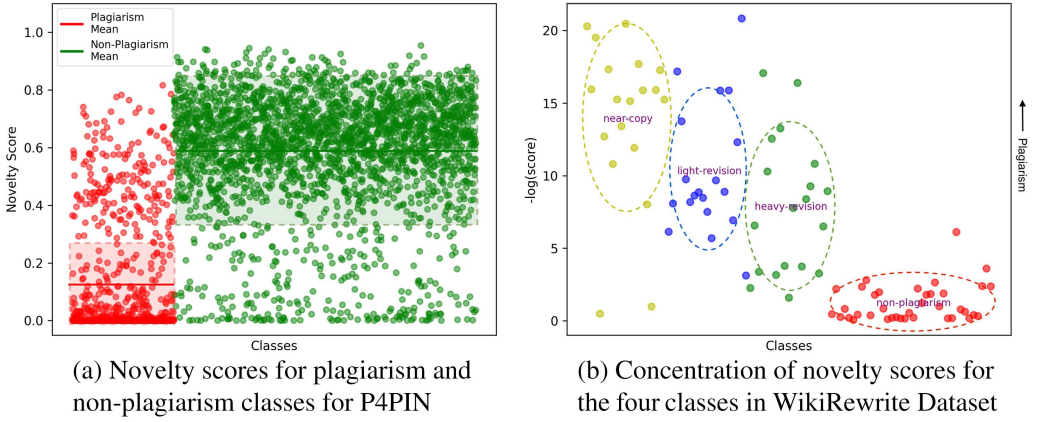 Plagiarism
Mean
Non-Plagiarism
Mean
1.0
0.8
0.6
0.4
0.2
0.0
Novelty Score
Classes
(a) Novelty scores for plagiarism and
non-plagiarism classes for P4PIN
20
15
10
5
0
-log(score)
near-copy
light-revision
heavy-revision
non-plagiarism
Classes
Plagiarism
(b) Concentration of novelty scores for
the four classes in WikiRewrite Dataset